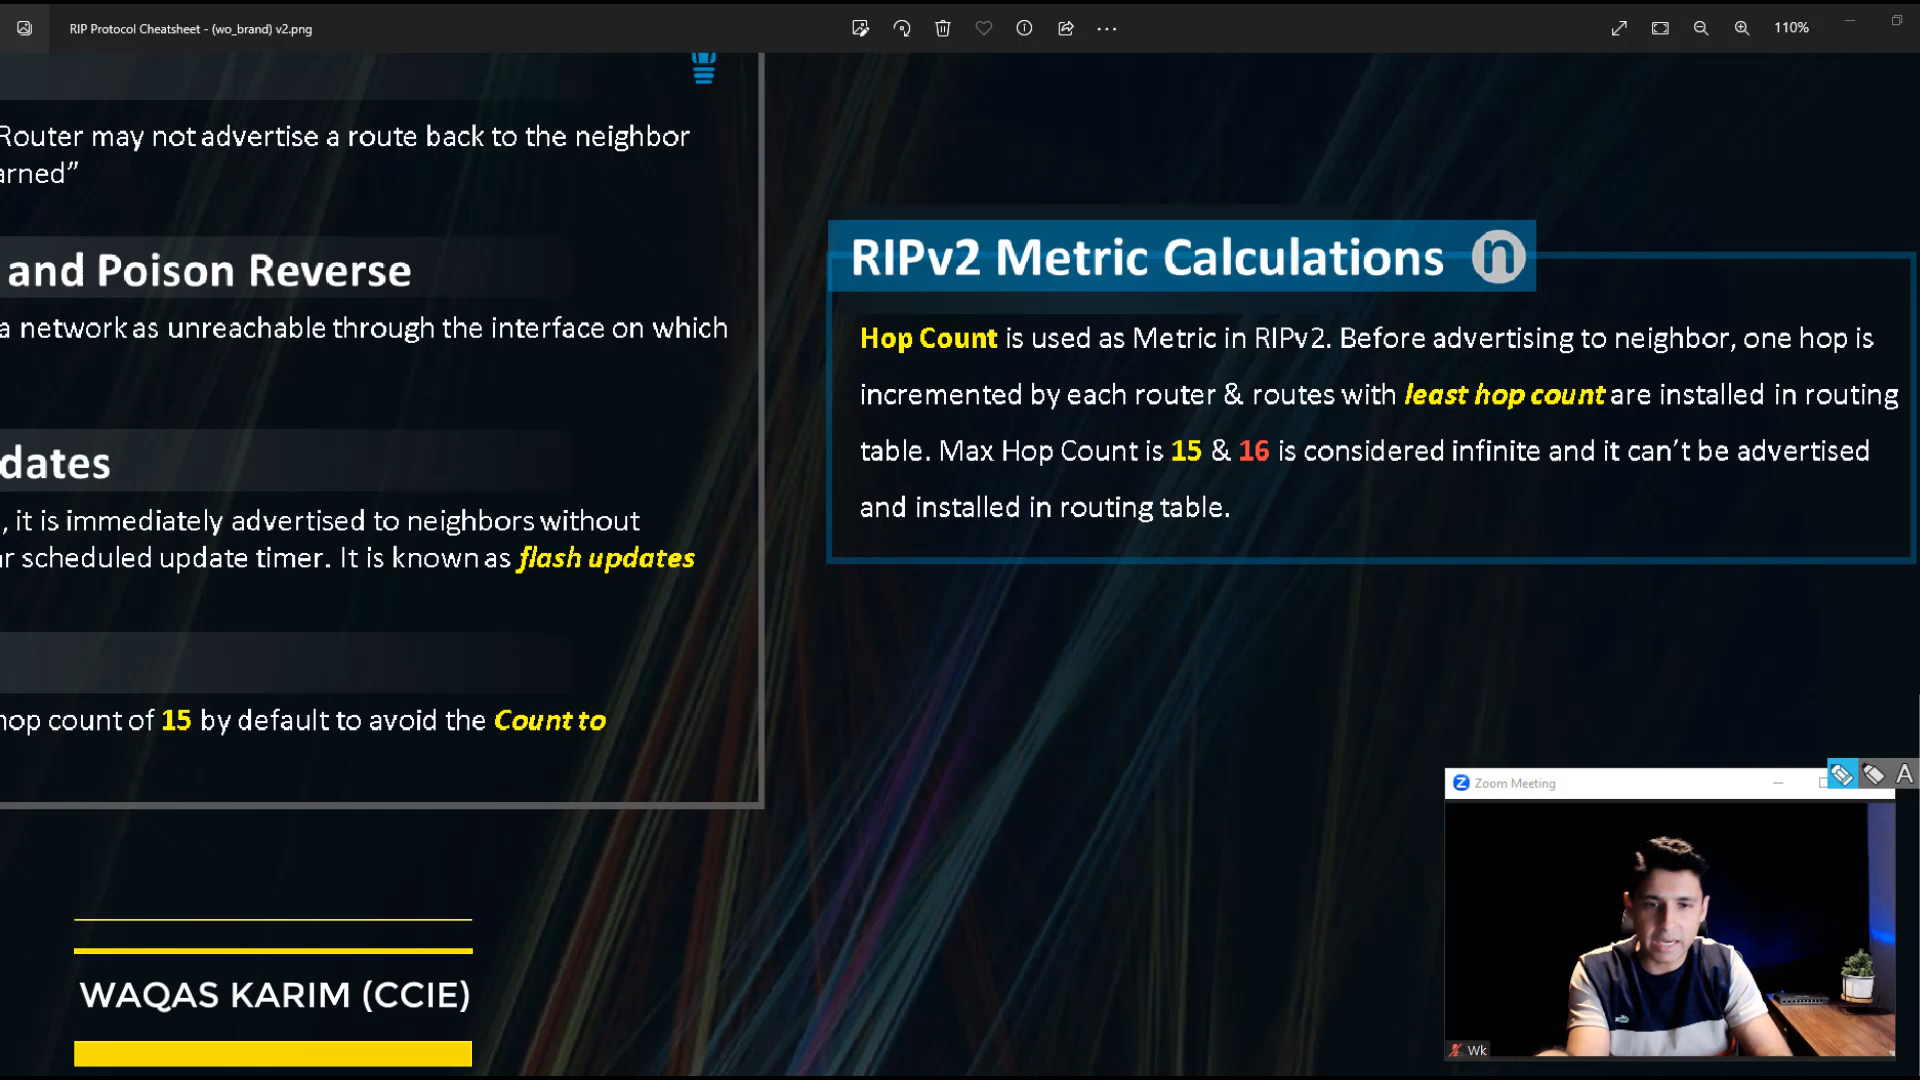 RIP Protocol Cheatsheet - (wo_brand) v2.png
110%
Router may not advertise a route back to the neighbor
arned”
and Poison Reverse
a network as unreachable through the interface on which
dates
, it is immediately advertised to neighbors without
ar scheduled update timer. It is known as flash updates
hop count of 15 by default to avoid the Count to
RIPv2 Metric Calculations n
Hop Count is used as Metric in RIPv2. Before advertising to neighbor, one hop is
incremented by each router & routes with least hop count are installed in routing
table. Max Hop Count is 15 & 16 is considered infinite and it can’t be advertised
and installed in routing table.
WAQAS KARIM (CCIE)
Zoom Meeting
A
Wk